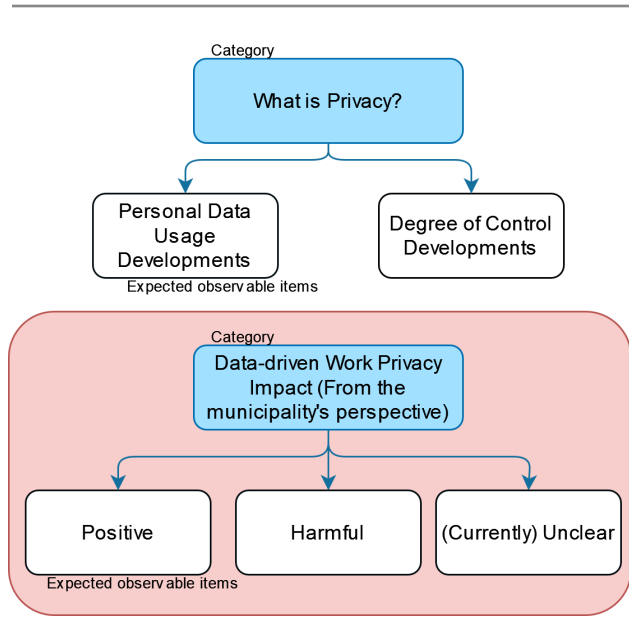 Category
What is Privacy?
Personal Data
Usage
Developments
Degree of Control
Developments
Expected observable items
Category
Data-driven Work Privacy
Impact (From the
municipality's perspective)
Positive
Harmful
(Currently) Unclear
Expected observable items